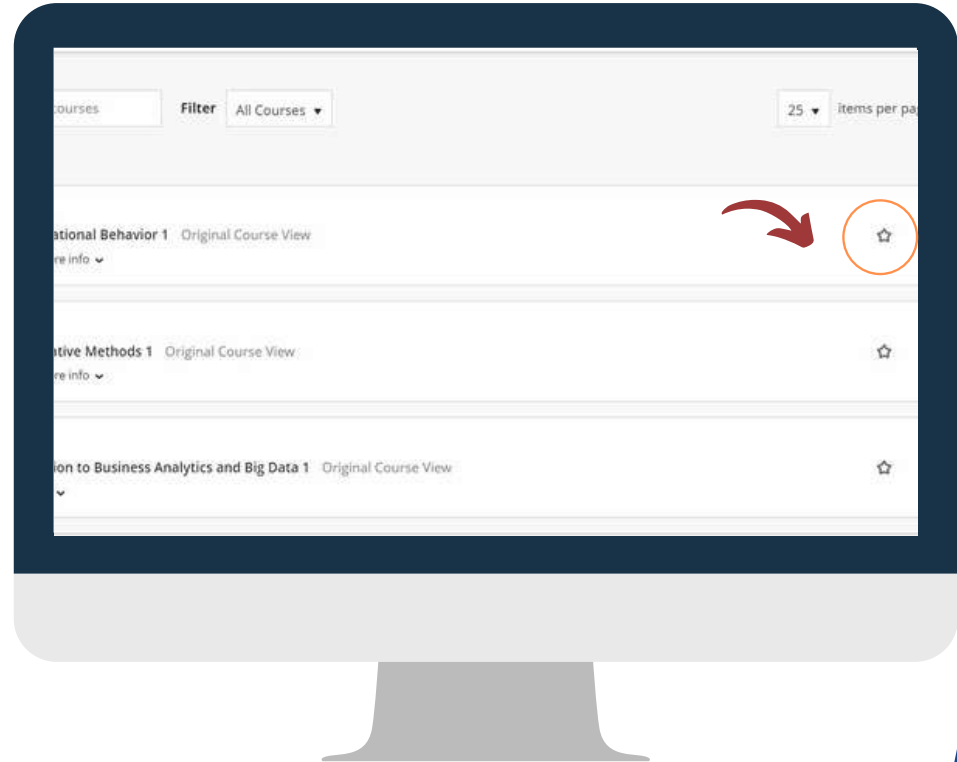 courses Filter All Courses 25 items per pag
ational Behavior 1 Original Course View
re info
ative Methods 1 Original Course View
re info
ion to Business Analytics and Big Data 1 Original Course View